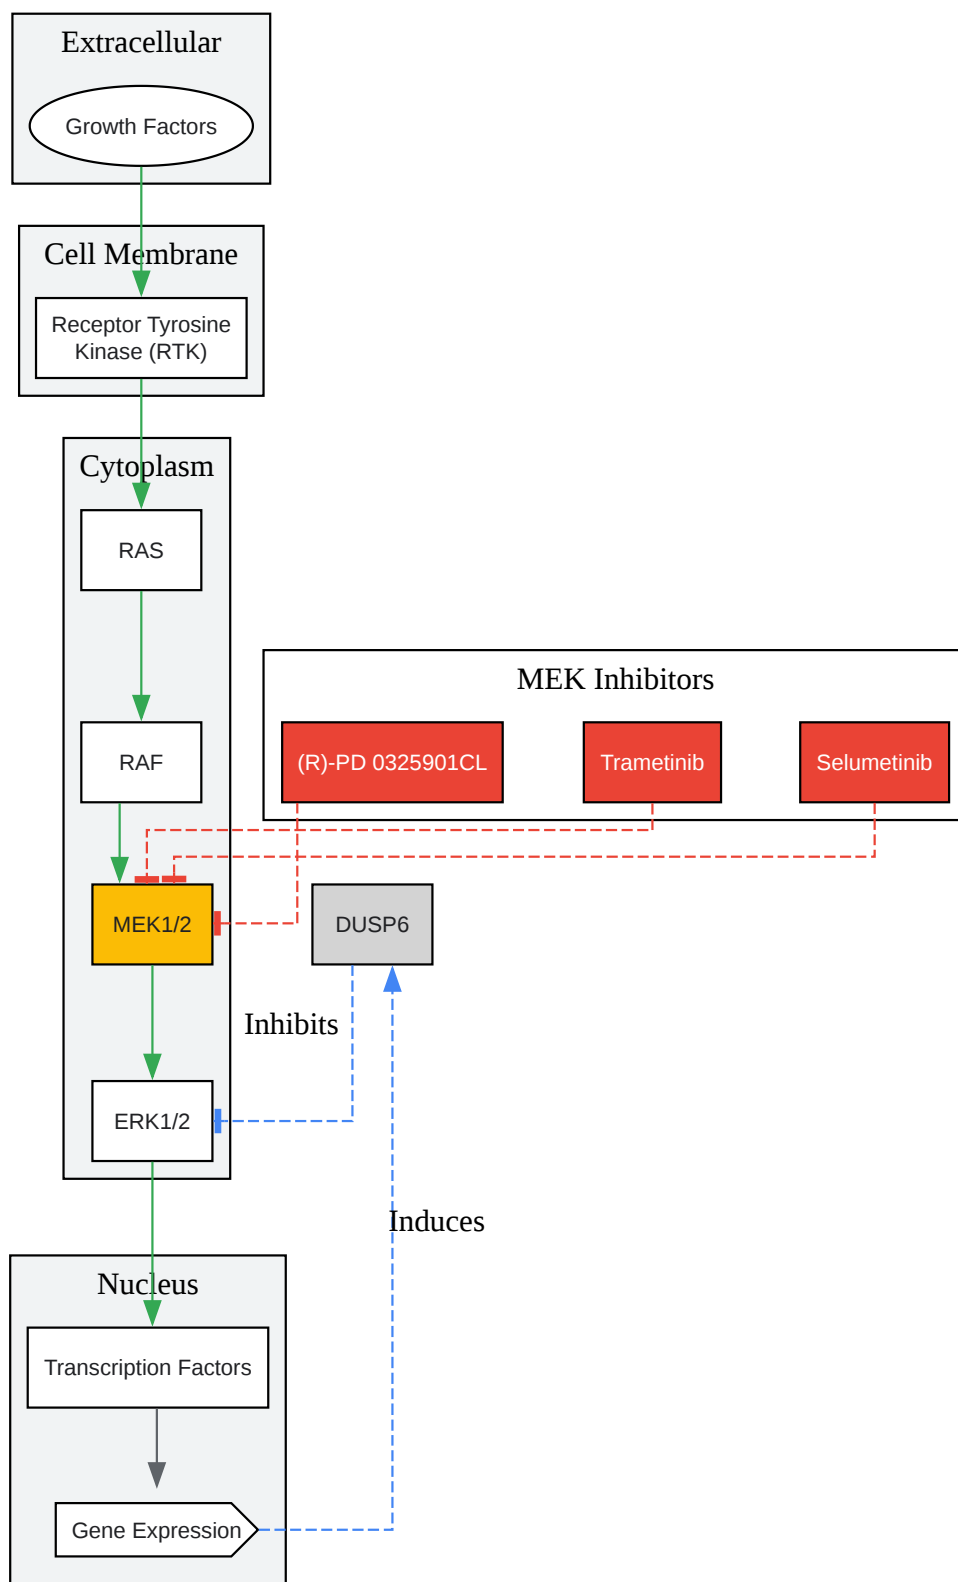 Extracellular
Growth Factors
Cell Membrane
Receptor Tyrosine
Kinase (RTK)
Cytoplasm
RAS
MEK Inhibitors
RAF
(R)-PD 0325901CL
Trametinib
Selumetinib
MEK1/2
DUSP6
Inhibits
ERK1/2
Induces
Nucleus
Transcription Factors
Gene Expression